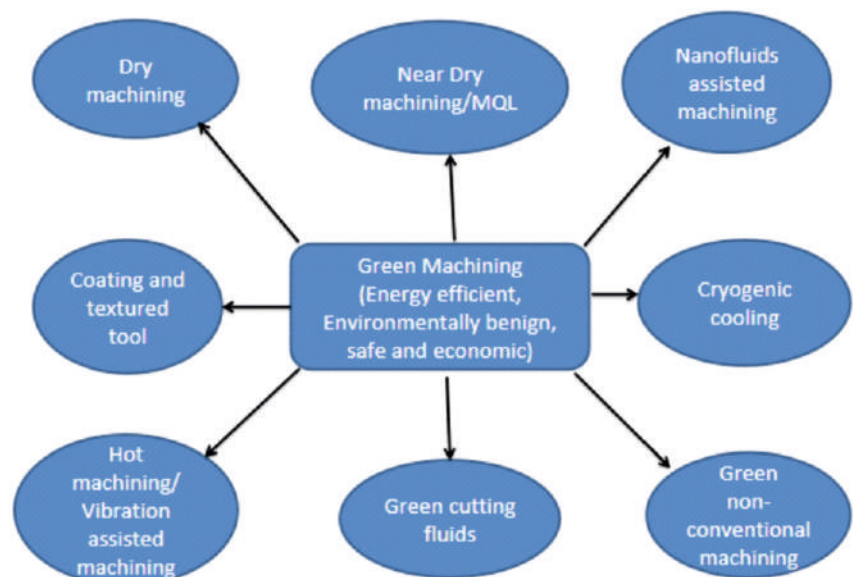 Dry
machining
Near Dry
machining/MQL
Nanofluids
assisted
machining
Coating and
textured
tool
Green Machining
(Energy efficient,
Environmentally benign,
safe and economic)
Cryogenic
cooling
Hot
machining/
Vibration
assisted
machining
Green cutting
fluids
Green
non-
conventional
machining